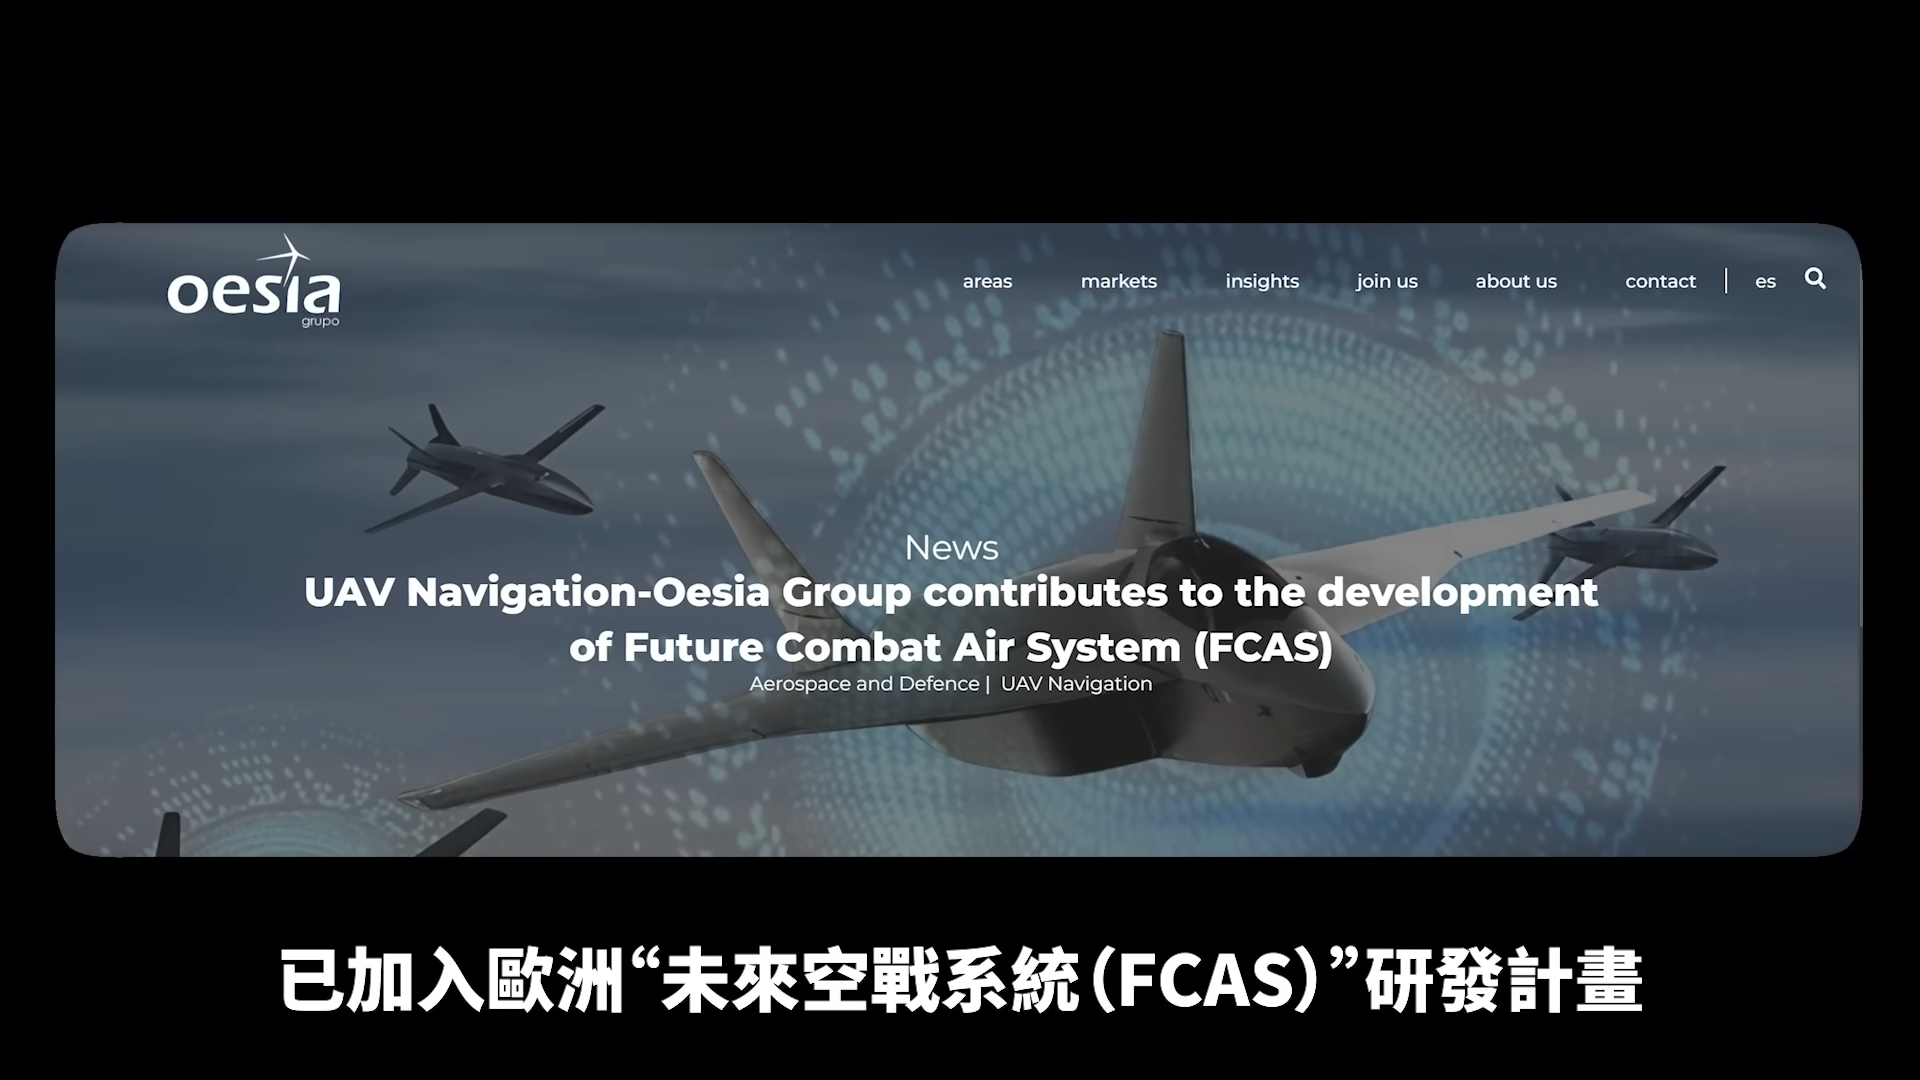 oesia
grupo
areas markets insights join us about us contact | es
News
UAV Navigation-Oesia Group contributes to the development
of Future Combat Air System (FCAS)
Aerospace and Defence | UAV Navigation
已加入歐洲“未來空戰系統(FCAS)”研發計畫